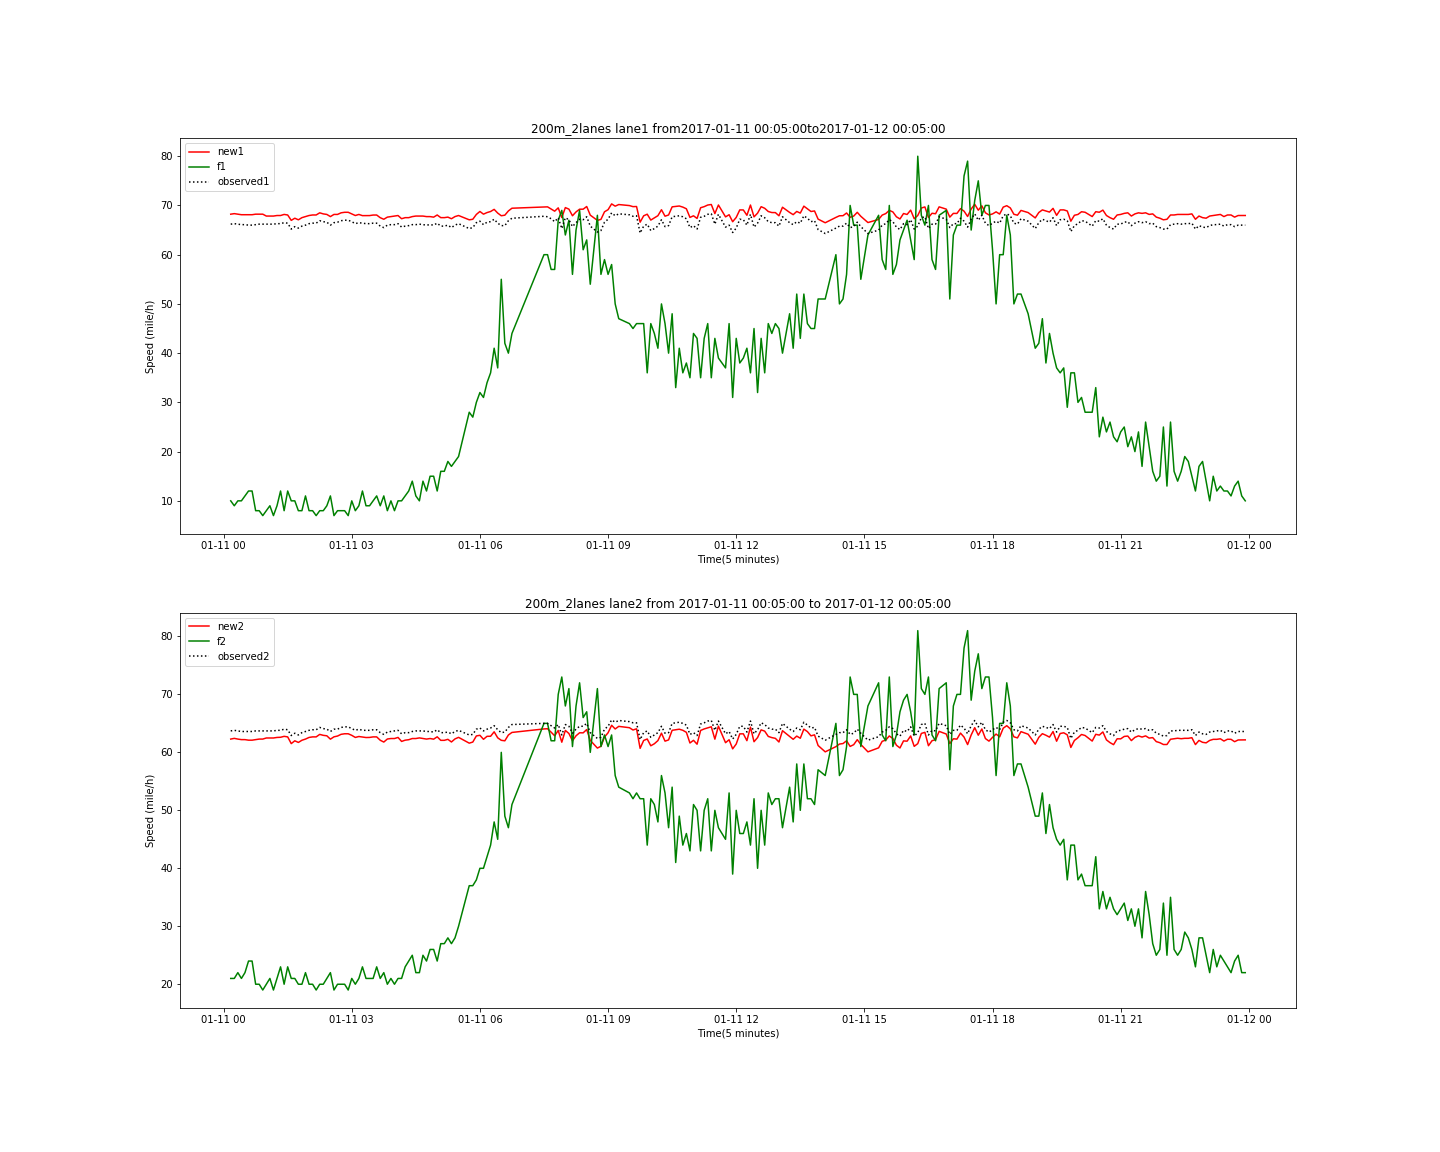 200m_2lanes lane1 from2017-01-11 00:05:00to2017-01-12 00:05:00
new1
f1
observed1
80
70
60
50
40
30
20
10
Speed (mile/h)
01-11 00 01-11 03 01-11 06 01-11 09 01-11 12 01-11 15 01-11 18 01-11 21 01-12 00
Time(5 minutes)
200m_2lanes lane2 from 2017-01-11 00:05:00 to 2017-01-12 00:05:00
new2
f2
observed2
80
70
60
50
40
30
20
Speed (mile/h)
01-11 00 01-11 03 01-11 06 01-11 09 01-11 12 01-11 15 01-11 18 01-11 21 01-12 00
Time(5 minutes)